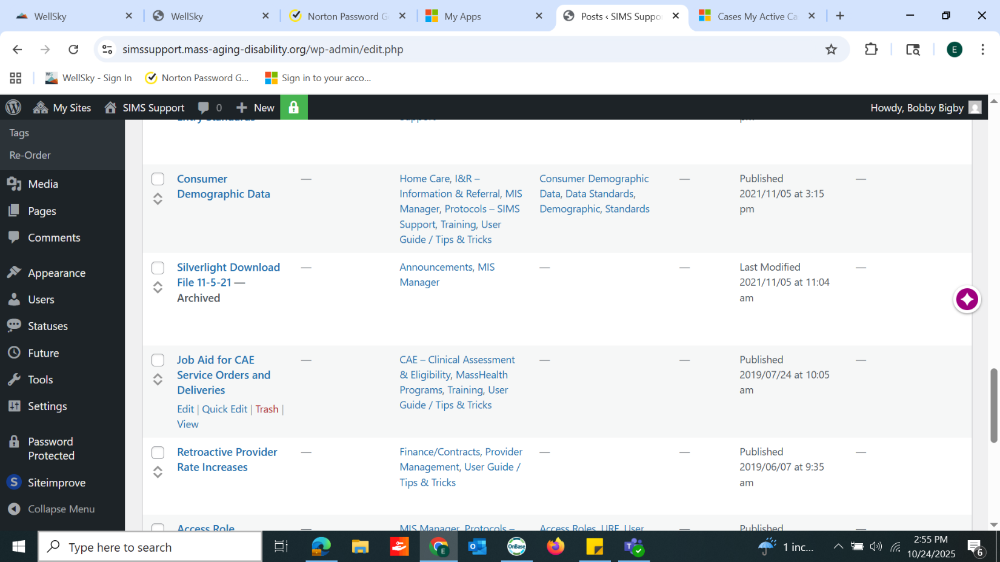 WellSky
WellSky
Norton Password G
My Apps
Posts ‹ SIMS Suppo
Cases My Active Ca
simssupport.mass-aging-disability.org/wp-admin/edit.php
E
WellSky - Sign In
Norton Password G...
Sign in to your acco...
My Sites
SIMS Support
0
New
Howdy, Bobby Bigby
Tags
Re-Order
Media
Pages
Comments
Appearance
Users
Statuses
Future
Tools
Settings
Password
Protected
Siteimprove
Collapse Menu
Entry Standards
Support
pm
Consumer
Demographic Data
—
Home Care, I&R –
Information & Referral, MIS
Manager, Protocols – SIMS
Support, Training, User
Guide / Tips & Tricks
Consumer Demographic
Data, Data Standards,
Demographic, Standards
—
Published
2021/11/05 at 3:15
pm
—
Silverlight Download
File 11-5-21 —
Archived
—
Announcements, MIS
Manager
—
—
Last Modified
2021/11/05 at 11:04
am
—
Job Aid for CAE
Service Orders and
Deliveries
Edit | Quick Edit | Trash |
View
—
CAE – Clinical Assessment
& Eligibility, MassHealth
Programs, Training, User
Guide / Tips & Tricks
—
—
Published
2019/07/24 at 10:05
am
—
Retroactive Provider
Rate Increases
—
Finance/Contracts, Provider
Management, User Guide /
Tips & Tricks
—
—
Published
2019/06/07 at 9:35
am
—
Access Role
—
MIS Manager, Protocols –
Access Roles, URF, User
—
Published
—
Type here to search
E
OnBase
1 inc...
2:55 PM
10/24/2025
6